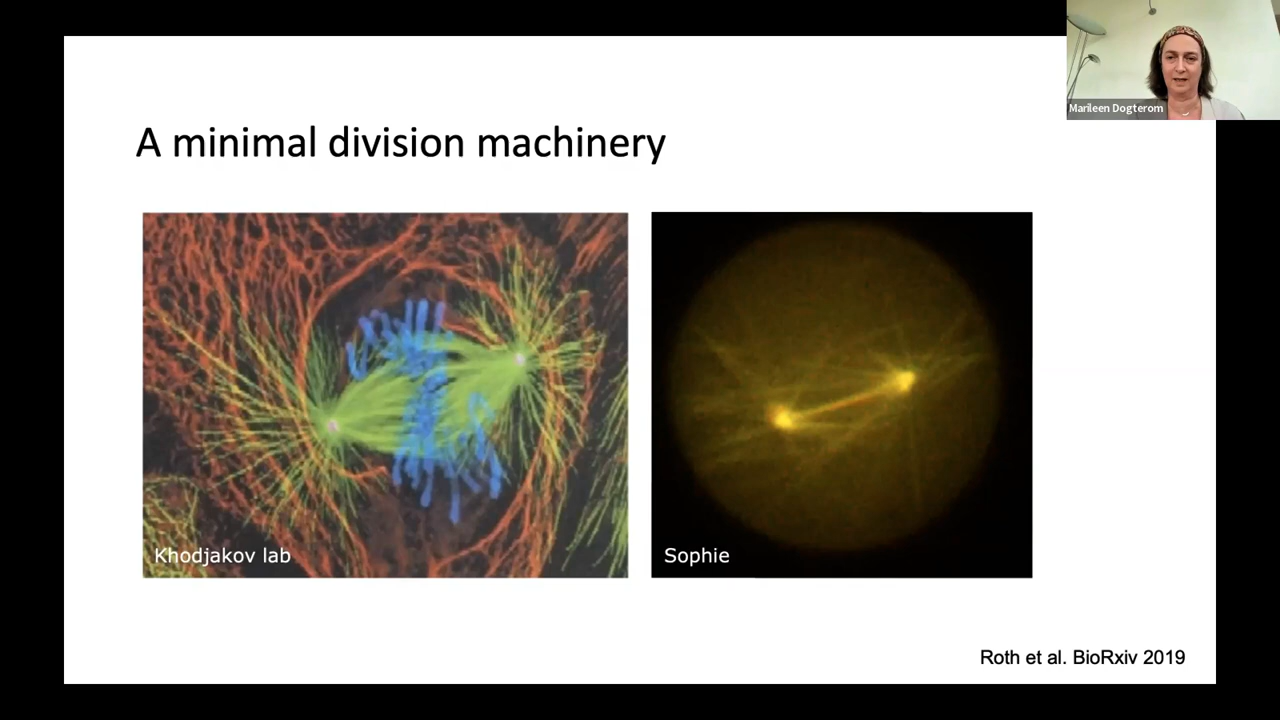 Marileen Dogterom
A minimal division machinery
Khodjakov lab
Sophie
Roth et al. BioRxiv 2019